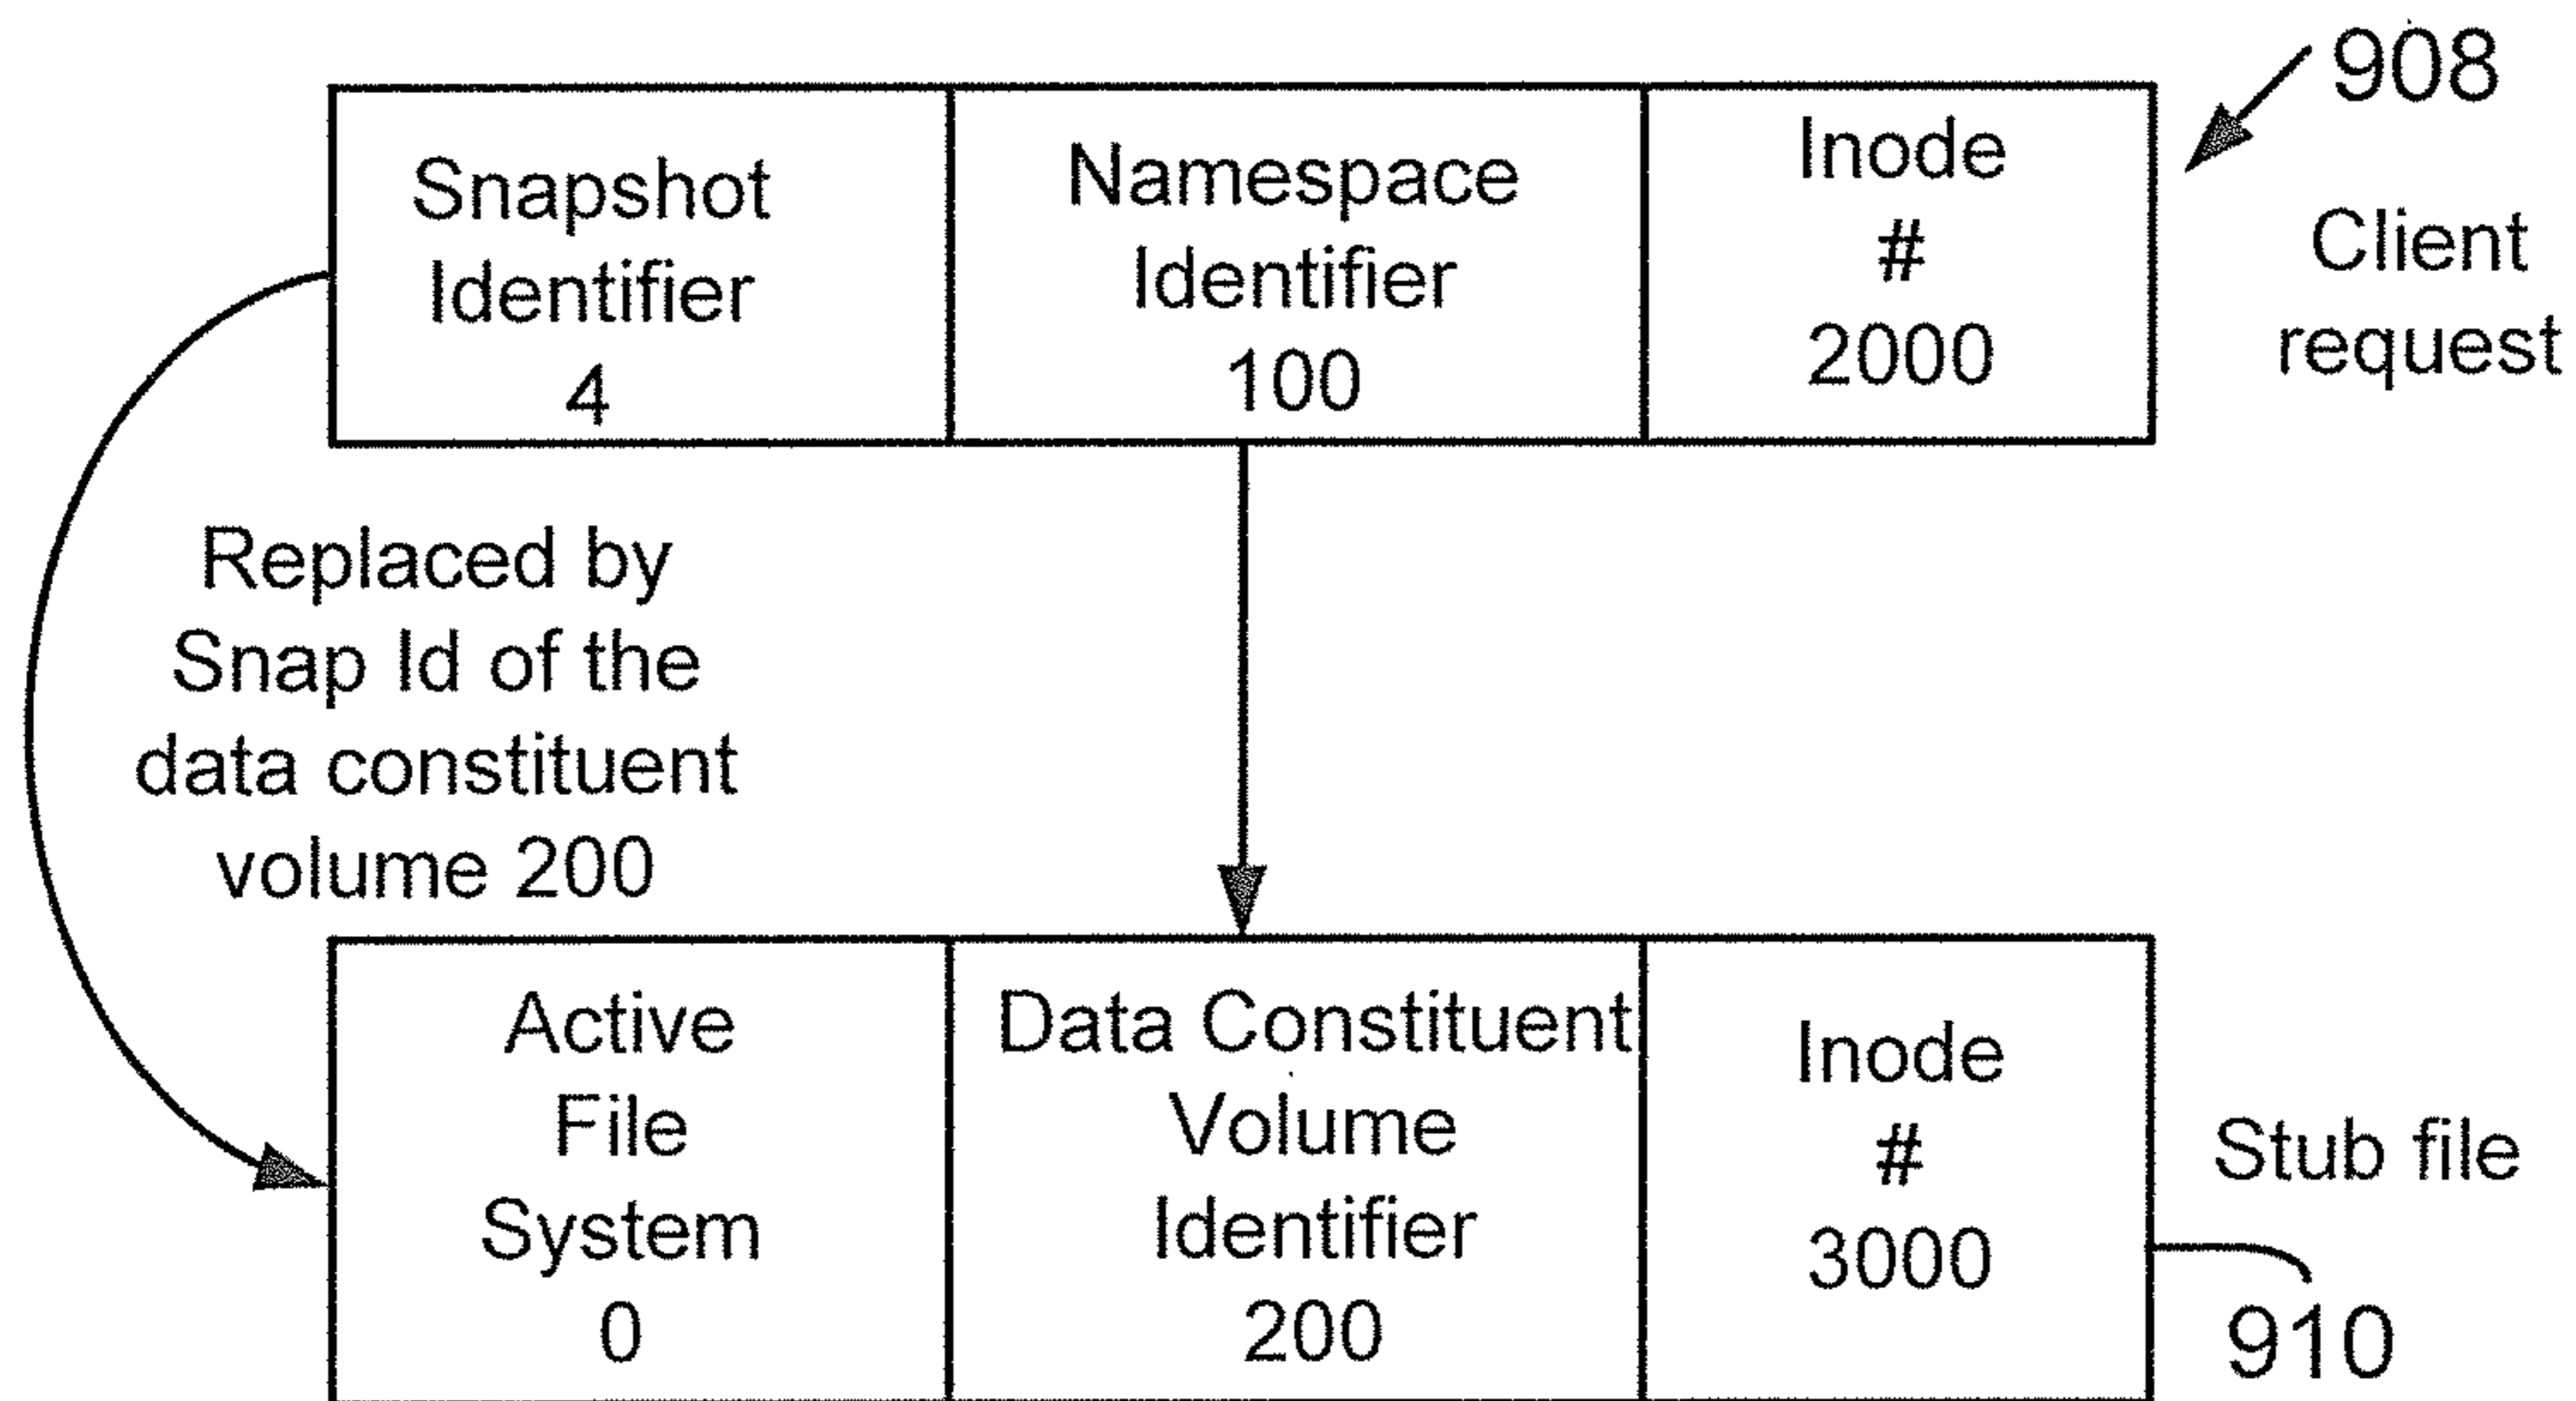 908
Snapshot
Identifier
4
Namespace
Identifier
100
Inode
#
2000
Client
request
Replaced by
Snap Id of the
data constituent
volume 200
Active
File
System
0
Data Constituent
Volume
Identifier
200
Inode
#
3000
Stub file
910